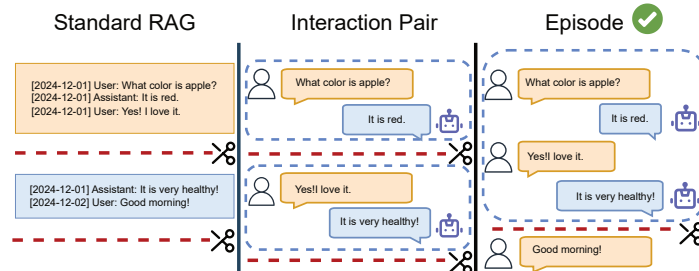 Standard RAG
[2024-12-01] User: What color is apple?
[2024-12-01] Assistant: It is red.
[2024-12-01] User: Yes! I love it.
[2024-12-01] Assistant: It is very healthy!
[2024-12-02] User: Good morning!
Interaction Pair
What color is apple?
It is red.
Yes!I love it.
It is very healthy!
Episode
What color is apple?
It is red.
Yes!I love it.
It is very healthy!
Good morning!